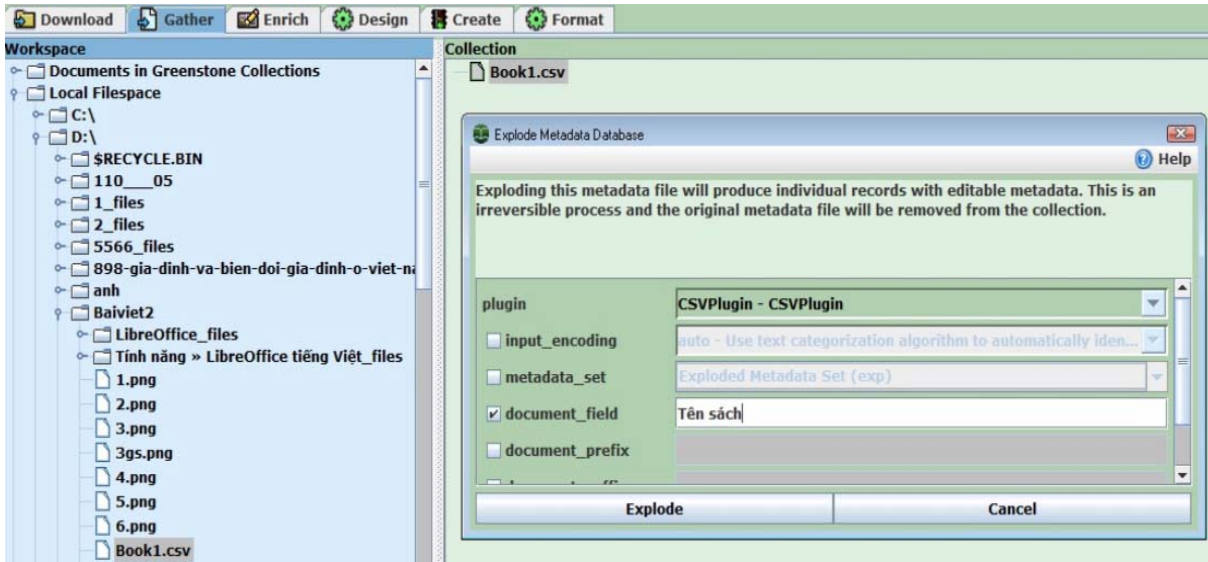 Download Gather Enrich Design Create Format
Workspace
Documents in Greenstone Collections
Local Filespace
C:\
D:\
$RECYCLE.BIN
110___05
1_files
2_files
5566_files
898-gia-dinh-va-bien-doi-gia-dinh-o-viet-na
anh
Baiviet2
LibreOffice_files
Tính năng » LibreOffice tiếng Việt_files
1.png
2.png
3.png
3gs.png
4.png
5.png
6.png
Book1.csv
Collection
Book1.csv
Explode Metadata Database
Help
Exploding this metadata file will produce individual records with editable metadata. This is an
irreversible process and the original metadata file will be removed from the collection.
plugin CSVPlugin - CSVPlugin
input_encoding auto - Use text categorization algorithm to automatically iden...
metadata_set Exploded Metadata Set (exp)
document_field Tên sách
document_prefix
Explode Cancel